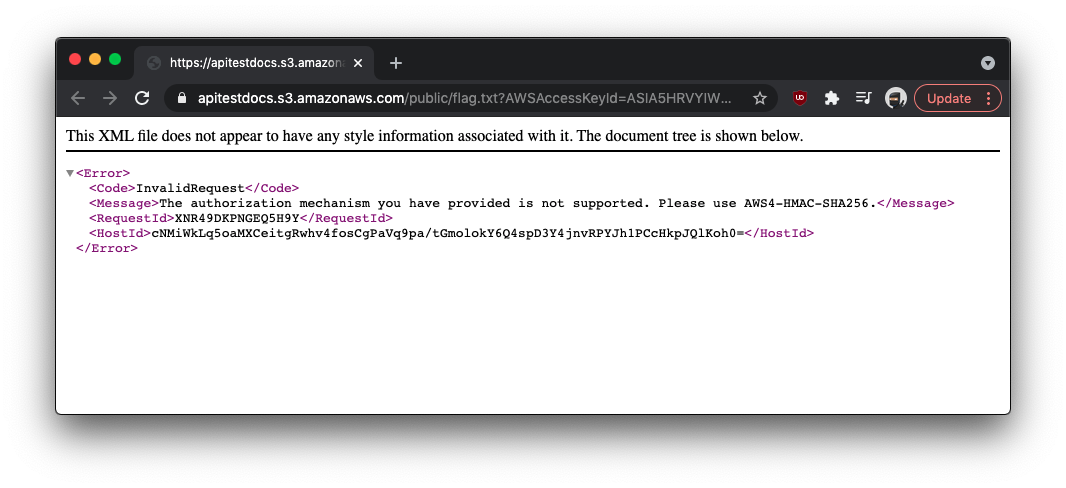 https://apitestdocs.s3.amazon
apitestdocs.s3.amazonaws.com/public/flag.txt?AWSAccessKeyId=ASIA5HRVYIW...
UD
Update
This XML file does not appear to have any style information associated with it. The document tree is shown below.
<Error>
<Code>InvalidRequest</Code>
<Message>The authorization mechanism you have provided is not supported. Please use AWS4-HMAC-SHA256.</Message>
<RequestId>XNR49DKPNGEQ5H9Y</RequestId>
<HostId>cNMiWkLq5oaMXCeitgRwhv4fosCgPaVq9pa/tGmolokY6Q4spD3Y4jnvRPYJh1PCcHkpJQlKoh0=</HostId>
</Error>